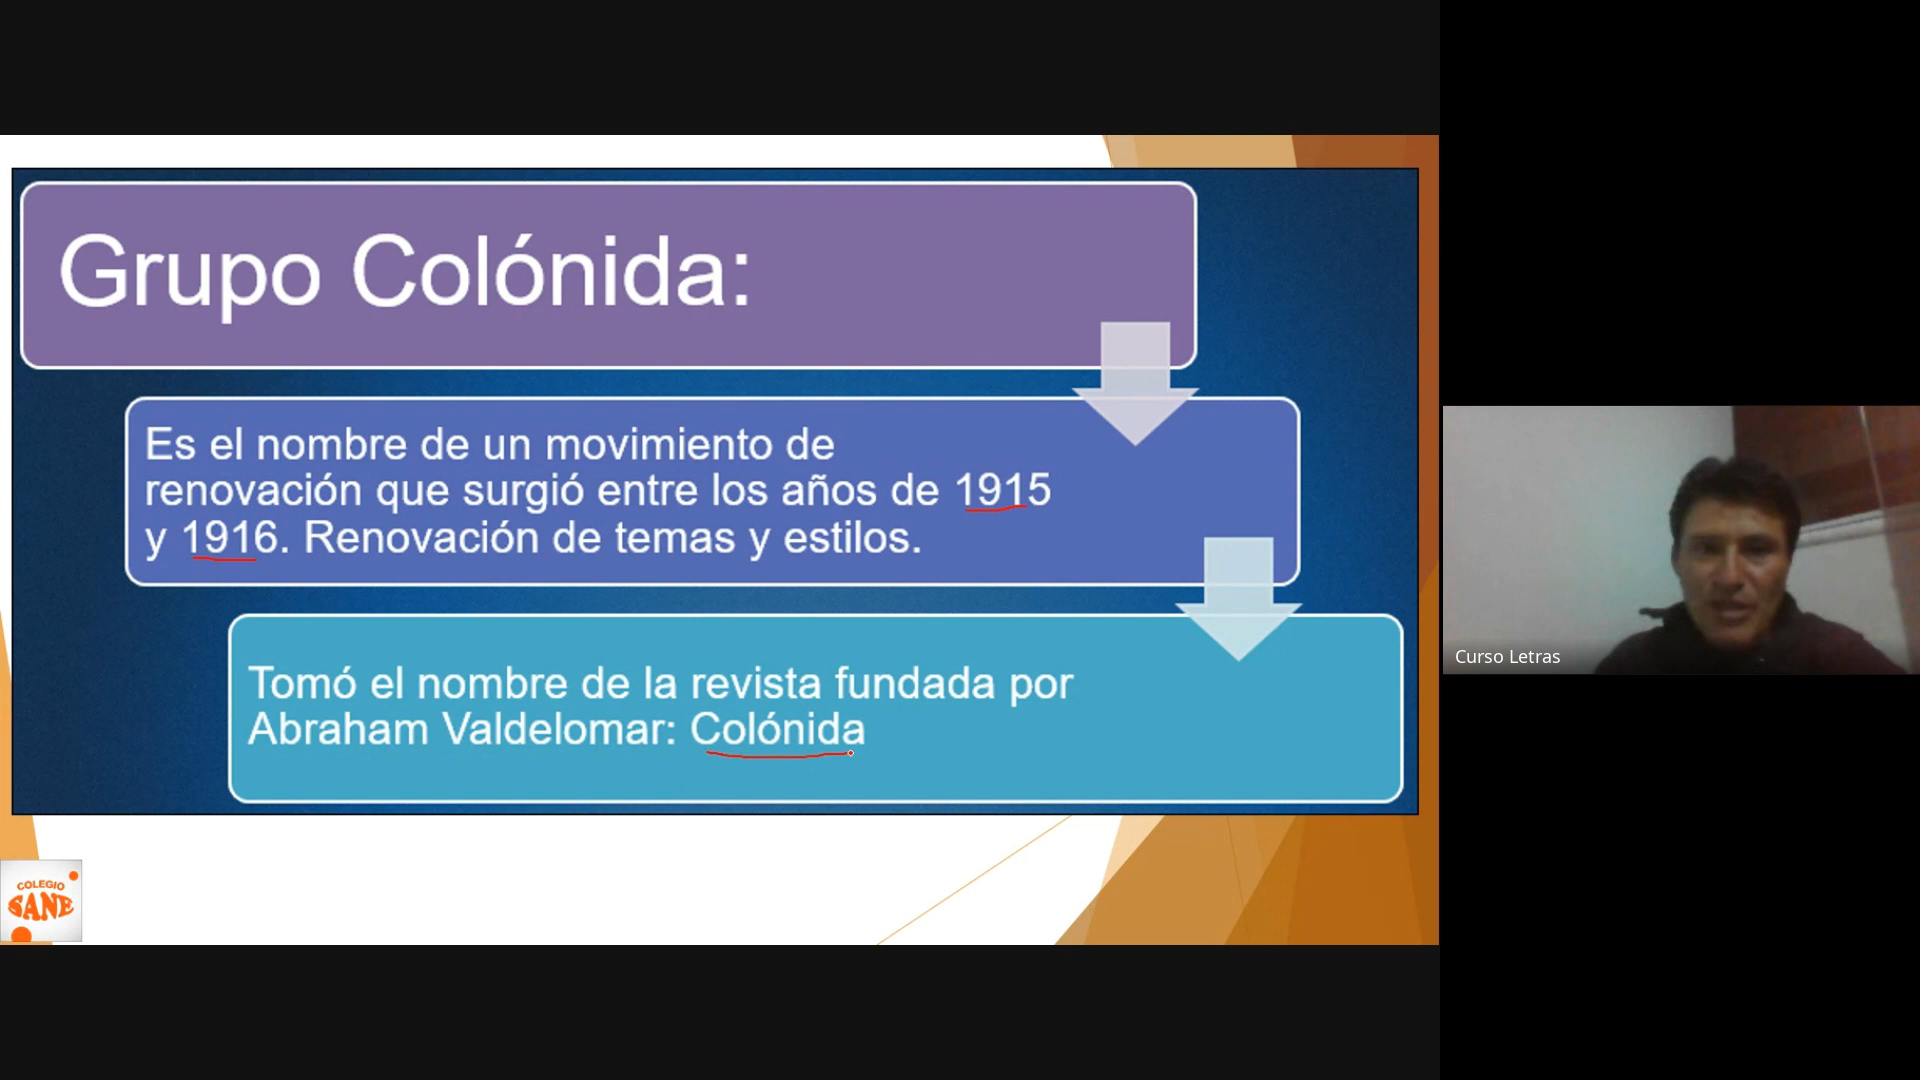 Grupo Colónida:
Es el nombre de un movimiento de
renovación que surgió entre los años de 1915
y 1916. Renovación de temas y estilos.
Tomó el nombre de la revista fundada por
Abraham Valdelomar: Colónida
COLEGIO
SANE
Curso Letras